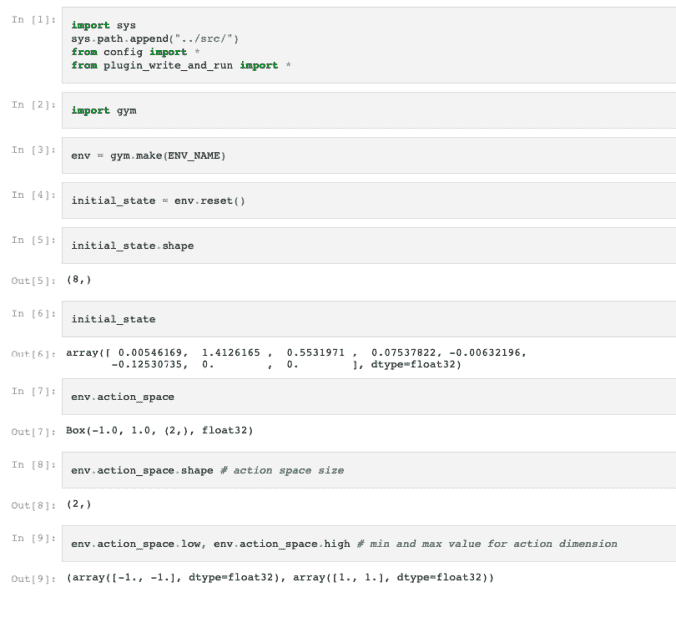 In [1]: import sys
sys.path.append("../src/")
from config import *
from plugin_write_and_run import *
In [2]: import gym
In [3]: env = gym.make(ENV_NAME)
In [4]: initial_state = env.reset()
In [5]: initial_state.shape
Out[5]: (8,)
In [6]: initial_state
Out[6]: array([ 0.00546169,  1.4126165 ,  0.5531971 ,  0.07537822, -0.00632196,
-0.12530735,  0.        ,  0.        ], dtype=float32)
In [7]: env.action_space
Out[7]: Box(-1.0, 1.0, (2,), float32)
In [8]: env.action_space.shape # action space size
Out[8]: (2,)
In [9]: env.action_space.low, env.action_space.high # min and max value for action dimension
Out[9]: (array([-1., -1.], dtype=float32), array([1., 1.], dtype=float32))